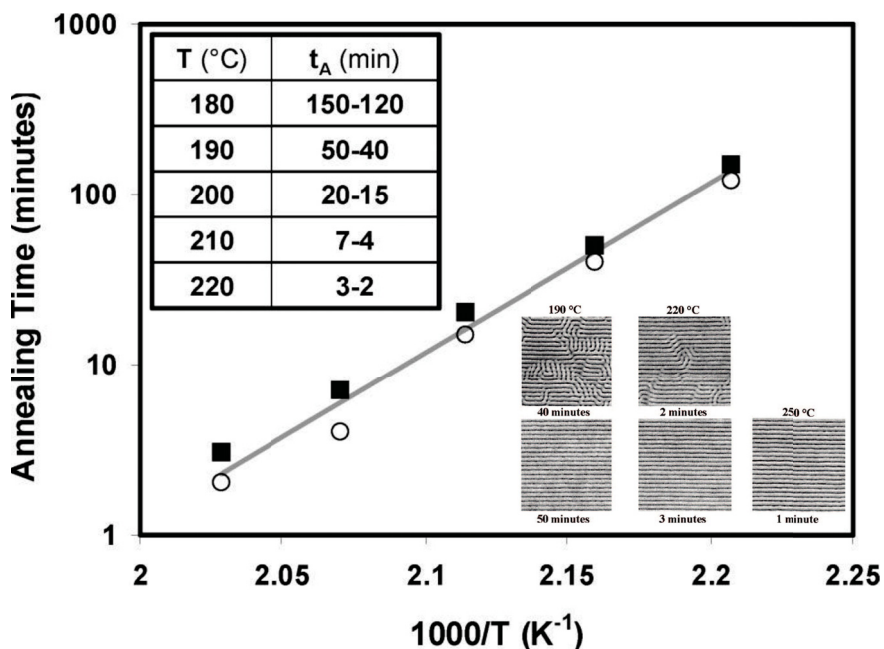 1000
100
10
1
Annealing Time (minutes)
T (°C) t_A (min)
180 150-120
190 50-40
200 20-15
210 7-4
220 3-2
190 °C 220 °C
40 minutes 2 minutes 250 °C
50 minutes 3 minutes 1 minute
2 2.05 2.1 2.15 2.2 2.25
1000/T (K⁻¹)